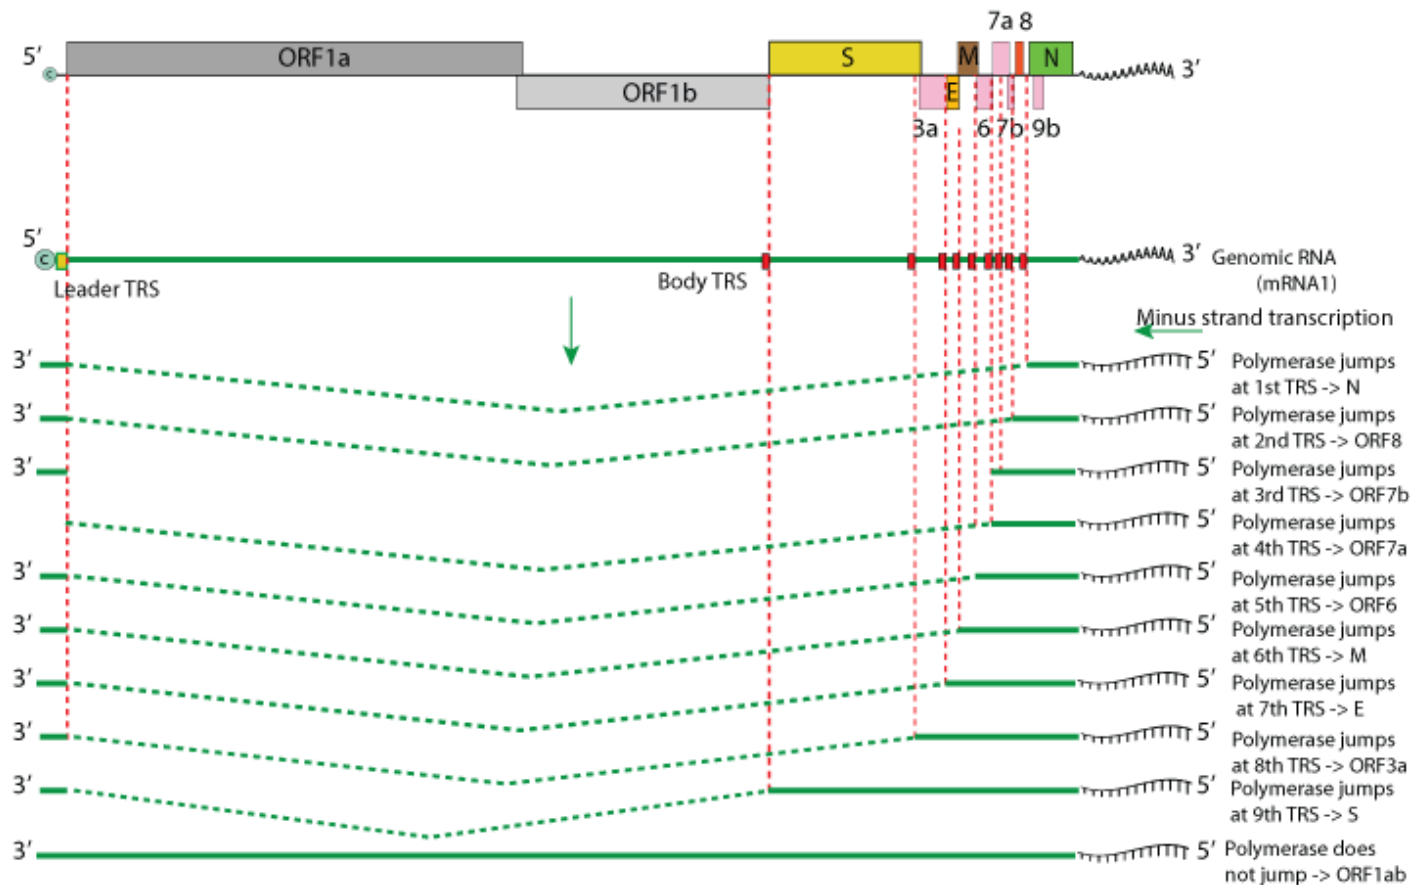 7a 8
5′ ORF1a S M N 3′
c
ORF1b E
3a 6 7b 9b
5′
C 3′ Genomic RNA
(mRNA1)
Leader TRS Body TRS
Minus strand transcription
3′ 5′ Polymerase jumps
at 1st TRS -> N
3′ 5′ Polymerase jumps
at 2nd TRS -> ORF8
3′ 5′ Polymerase jumps
at 3rd TRS -> ORF7b
5′ Polymerase jumps
at 4th TRS -> ORF7a
3′ 5′ Polymerase jumps
at 5th TRS -> ORF6
3′ 5′ Polymerase jumps
at 6th TRS -> M
3′ 5′ Polymerase jumps
at 7th TRS -> E
3′ 5′ Polymerase jumps
at 8th TRS -> ORF3a
3′ 5′ Polymerase jumps
at 9th TRS -> S
3′ 5′ Polymerase does
not jump -> ORF1ab